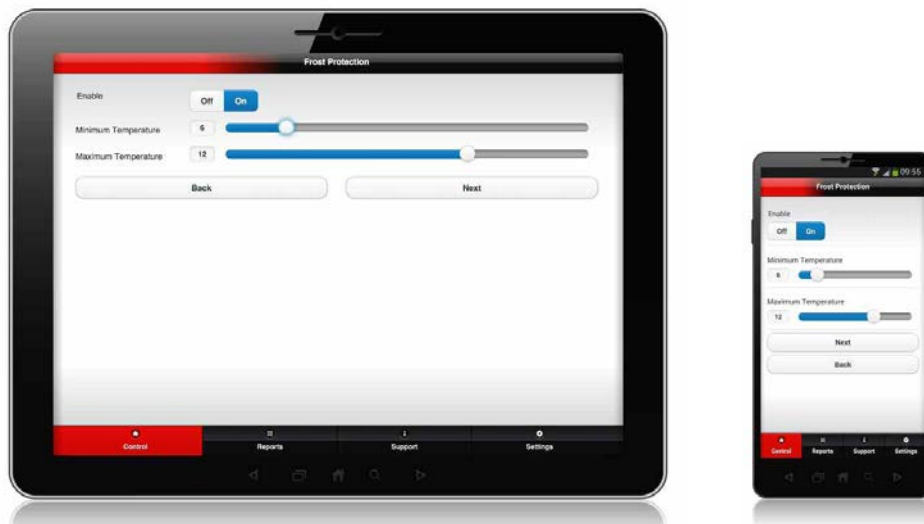 Frost Protection
Enable
Off On
Minimum Temperature 6
Maximum Temperature 12
Back Next
Control Reports Support Settings
09:55
Frost Protection
Enable
Off On
Minimum Temperature
6
Maximum Temperature
12
Next
Back
Control Reports Support Settings